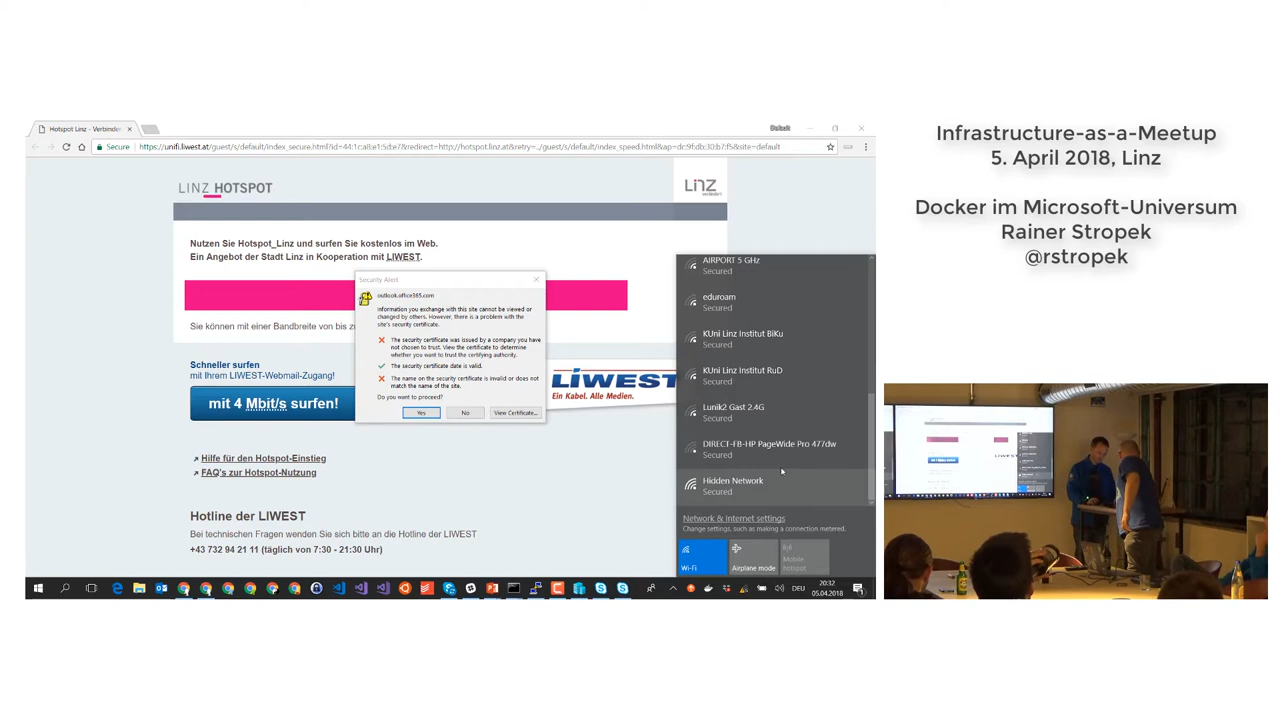 Hotspot Linz - Verbinden
Secure
https://unifi.liwest.at/guest/s/default/index_secure.html?id=44:1c:a8:e1:5d:e7&redirect=http://hotspot.linz.at&retry=../guest/s/default/index_speed.html&ap=dc:9f:db:30:b7:f5&site=default
LINZ HOTSPOT
Linz
verändert
Nutzen Sie Hotspot_Linz und surfen Sie kostenlos im Web.
Ein Angebot der Stadt Linz in Kooperation mit LIWEST.
Sie können mit einer Bandbreite von bis zu
Schneller surfen
mit Ihrem LIWEST-Webmail-Zugang!
mit 4 Mbit/s surfen!
LIWEST
Ein Kabel. Alle Medien.
Hilfe für den Hotspot-Einstieg
FAQ's zur Hotspot-Nutzung
Hotline der LIWEST
Bei technischen Fragen wenden Sie sich bitte an die Hotline der LIWEST
+43 732 94 21 11 (täglich von 7:30 - 21:30 Uhr)
Security Alert
outlook.office365.com
Information you exchange with this site cannot be viewed or
changed by others. However, there is a problem with the
site's security certificate.
The security certificate was issued by a company you have
not chosen to trust. View the certificate to determine
whether you want to trust the certifying authority.
The security certificate date is valid.
The name on the security certificate is invalid or does not
match the name of the site.
Do you want to proceed?
Yes
No
View Certificate...
AIRPORT 5 GHz
Secured
eduroam
Secured
KUni Linz Institut BiKu
Secured
KUni Linz Institut RuD
Secured
Lunik2 Gast 2.4G
Secured
DIRECT-FB-HP PageWide Pro 477dw
Secured
Hidden Network
Secured
Network & Internet settings
Change settings, such as making a connection metered.
Wi-Fi
Airplane mode
Mobile
hotspot
DEU
20:32
05.04.2018
Infrastructure-as-a-Meetup
5. April 2018, Linz
Docker im Microsoft-Universum
Rainer Stropek
@rstropek